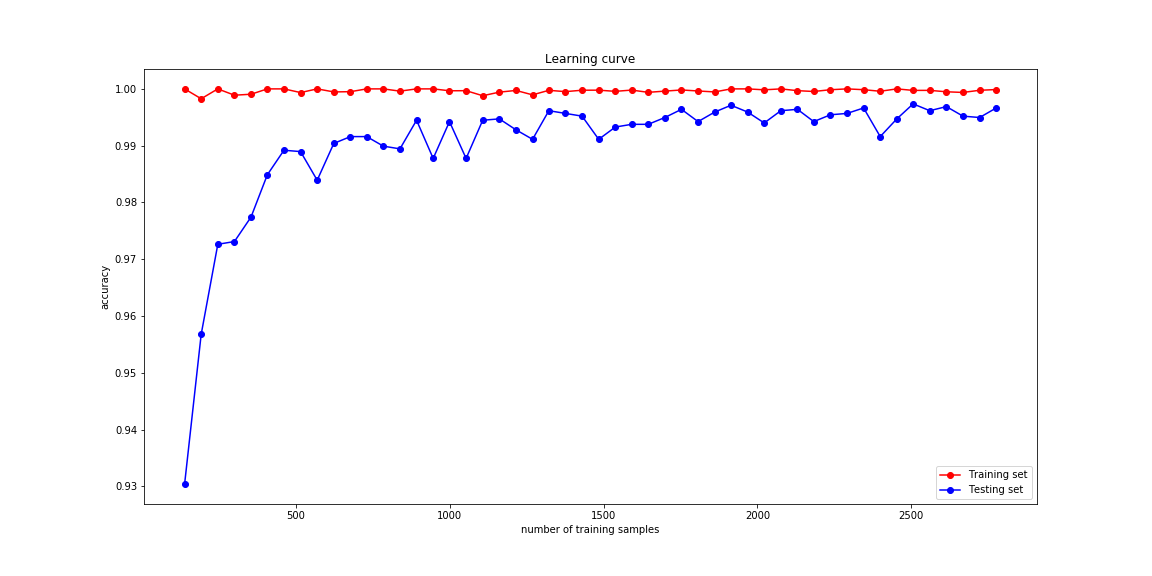 Learning curve
1.00
0.99
0.98
0.97
0.96
0.95
0.94
0.93
accuracy
500
1000
1500
2000
2500
number of training samples
Training set
Testing set